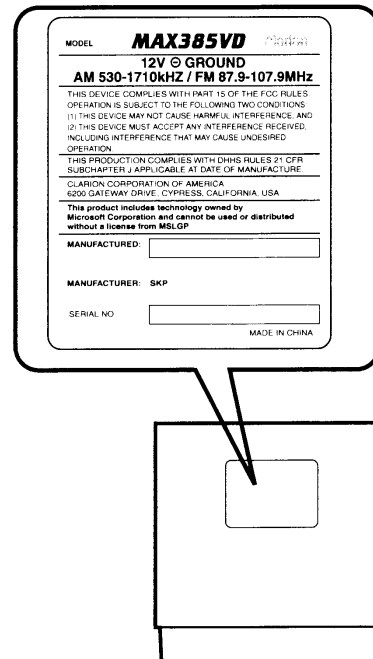 MODEL MAX385VD Clarion
12V ⊖ GROUND
AM 530-1710kHZ / FM 87.9-107.9MHz
THIS DEVICE COMPLIES WITH PART 15 OF THE FCC RULES
OPERATION IS SUBJECT TO THE FOLLOWING TWO CONDITIONS
(1) THIS DEVICE MAY NOT CAUSE HARMFUL INTERFERENCE, AND
(2) THIS DEVICE MUST ACCEPT ANY INTERFERENCE RECEIVED,
INCLUDING INTERFERENCE THAT MAY CAUSE UNDESIRED
OPERATION.
THIS PRODUCTION COMPLIES WITH DHHS RULES 21 CFR
SUBCHAPTER J APPLICABLE AT DATE OF MANUFACTURE
CLARION CORPORATION OF AMERICA
6200 GATEWAY DRIVE, CYPRESS, CALIFORNIA, USA
This product includes technology owned by
Microsoft Corporation and cannot be used or distributed
without a license from MSLGP
MANUFACTURED:
MANUFACTURER: SKP
SERIAL NO
MADE IN CHINA